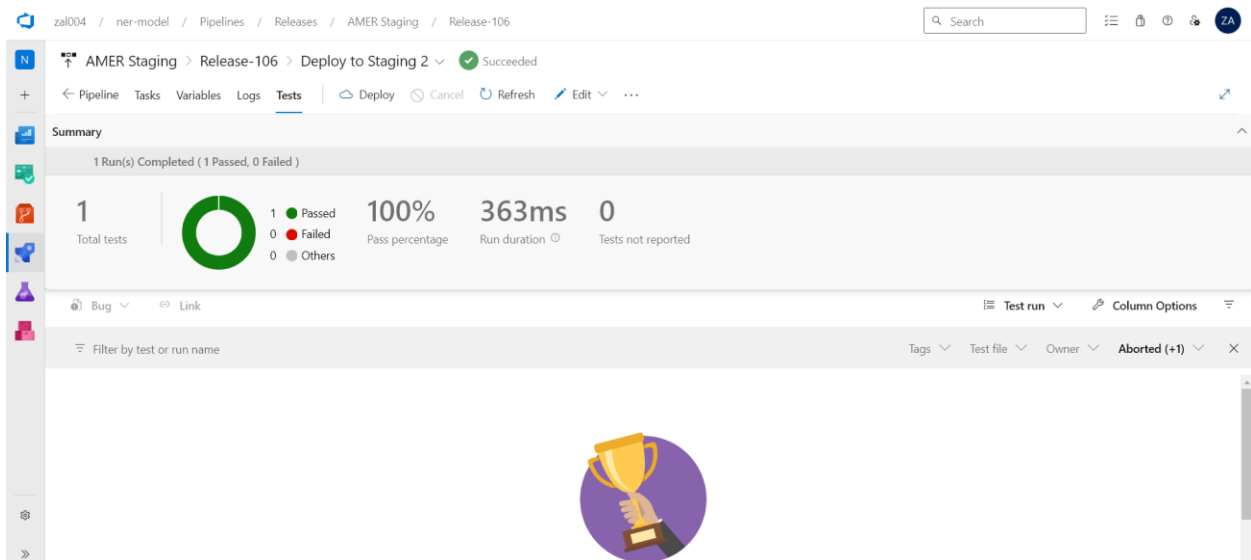 zal004 / ner-model / Pipelines / Releases / AMER Staging / Release-106
Search
ZA
N
AMER Staging > Release-106 > Deploy to Staging 2 Succeeded
Pipeline Tasks Variables Logs Tests Deploy Cancel Refresh Edit ...
Summary
1 Run(s) Completed ( 1 Passed, 0 Failed )
1
Total tests
1 Passed
0 Failed
0 Others
100%
Pass percentage
363ms
Run duration
0
Tests not reported
Bug Link Test run Column Options
Filter by test or run name Tags Test file Owner Aborted (+1)